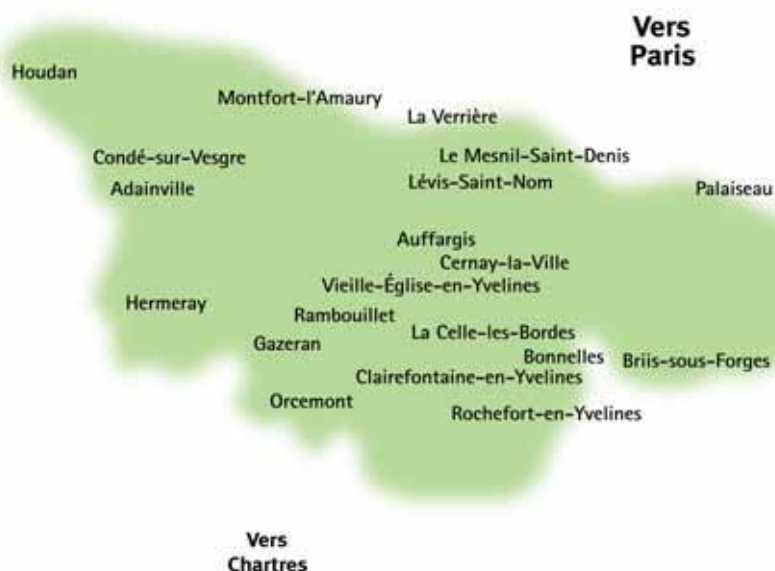 Vers
Paris
Houdan
Montfort-l'Amaury
La Verrière
Condé-sur-Vesgre
Le Mesnil-Saint-Denis
Adainville
Lévis-Saint-Nom
Palaiseau
Auffargis
Cernay-la-Ville
Vieille-Église-en-Yvelines
Hermeray
Rambouillet
La Celle-les-Bordes
Gazeran
Bonnelles
Briis-sous-Forges
Clairefontaine-en-Yvelines
Orcemont
Rochefort-en-Yvelines
Vers
Chartres